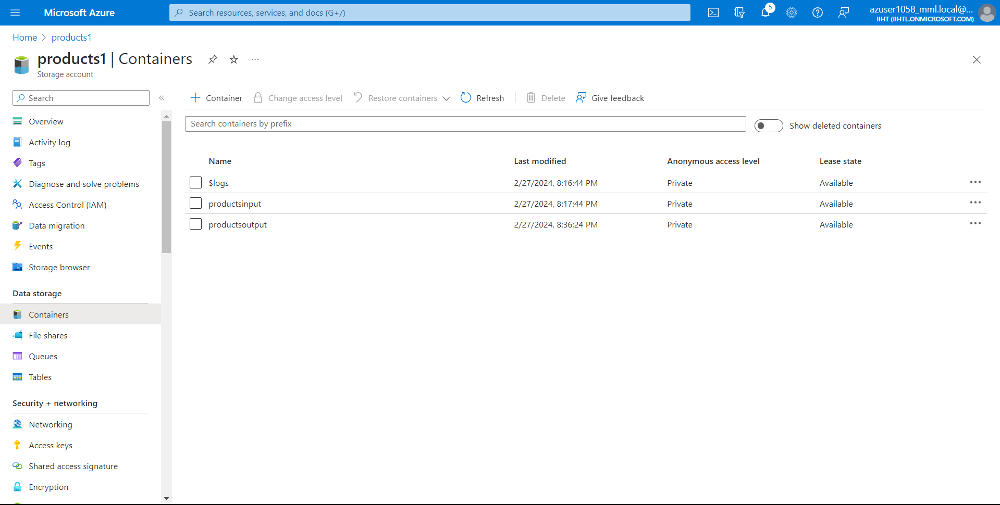 Microsoft Azure
Search resources, services, and docs (G+/)
5
azuser1058_mml.local@...
IIHT (IIHTL.ONMICROSOFT.COM)
Home > products1
products1 | Containers
Storage account
Search
Container Change access level Restore containers Refresh Delete Give feedback
Search containers by prefix
Show deleted containers
Overview
Activity log
Tags
Diagnose and solve problems
Access Control (IAM)
Data migration
Events
Storage browser
Data storage
Containers
File shares
Queues
Tables
Security + networking
Networking
Access keys
Shared access signature
Encryption
Name Last modified Anonymous access level Lease state
$logs 2/27/2024, 8:16:44 PM Private Available
productsinput 2/27/2024, 8:17:44 PM Private Available
productsoutput 2/27/2024, 8:36:24 PM Private Available